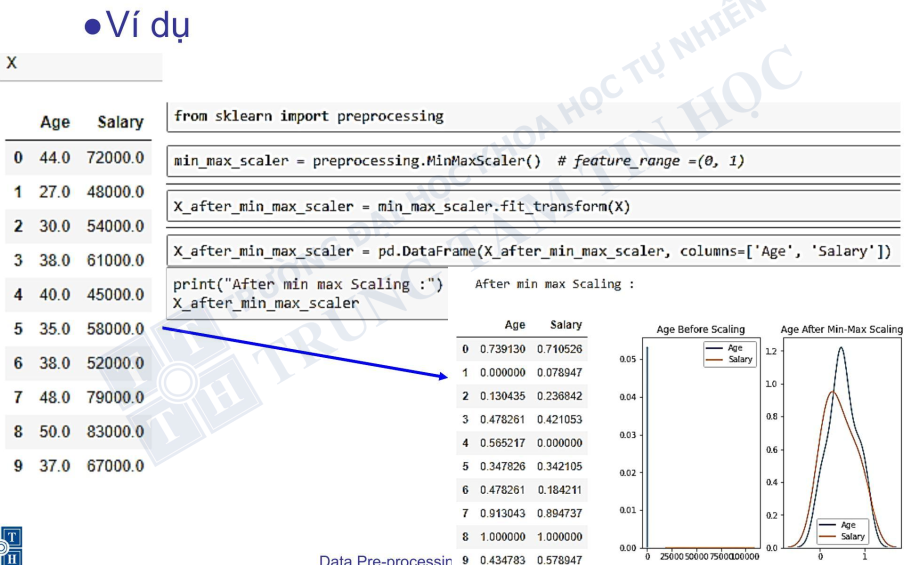 ●Ví dụ
X
Age Salary
0 44.0 72000.0
1 27.0 48000.0
2 30.0 54000.0
3 38.0 61000.0
4 40.0 45000.0
5 35.0 58000.0
6 38.0 52000.0
7 48.0 79000.0
8 50.0 83000.0
9 37.0 67000.0
from sklearn import preprocessing
min_max_scaler = preprocessing.MinMaxScaler() # feature_range =(0, 1)
X_after_min_max_scaler = min_max_scaler.fit_transform(X)
X_after_min_max_scaler = pd.DataFrame(X_after_min_max_scaler, columns=['Age', 'Salary'])
print("After min max Scaling :")
X_after_min_max_scaler
After min max Scaling :
Age Salary
0 0.739130 0.710526
1 0.000000 0.078947
2 0.130435 0.236842
3 0.478261 0.421053
4 0.565217 0.000000
5 0.347826 0.342105
6 0.478261 0.184211
7 0.913043 0.894737
8 1.000000 1.000000
9 0.434783 0.578947
Age Before Scaling
Age
Salary
0.05
0.04
0.03
0.02
0.01
0.00
0 25000 50000 75000 100000
Age After Min-Max Scaling
1.2
1.0
0.8
0.6
0.4
0.2
0.0
Age
Salary
0 1
T
H
Data Pre-processin
TRƯỜNG ĐẠI HỌC KHOA HỌC TỰ NHIÊN
TRUNG TÂM TIN HỌC
T
T
H